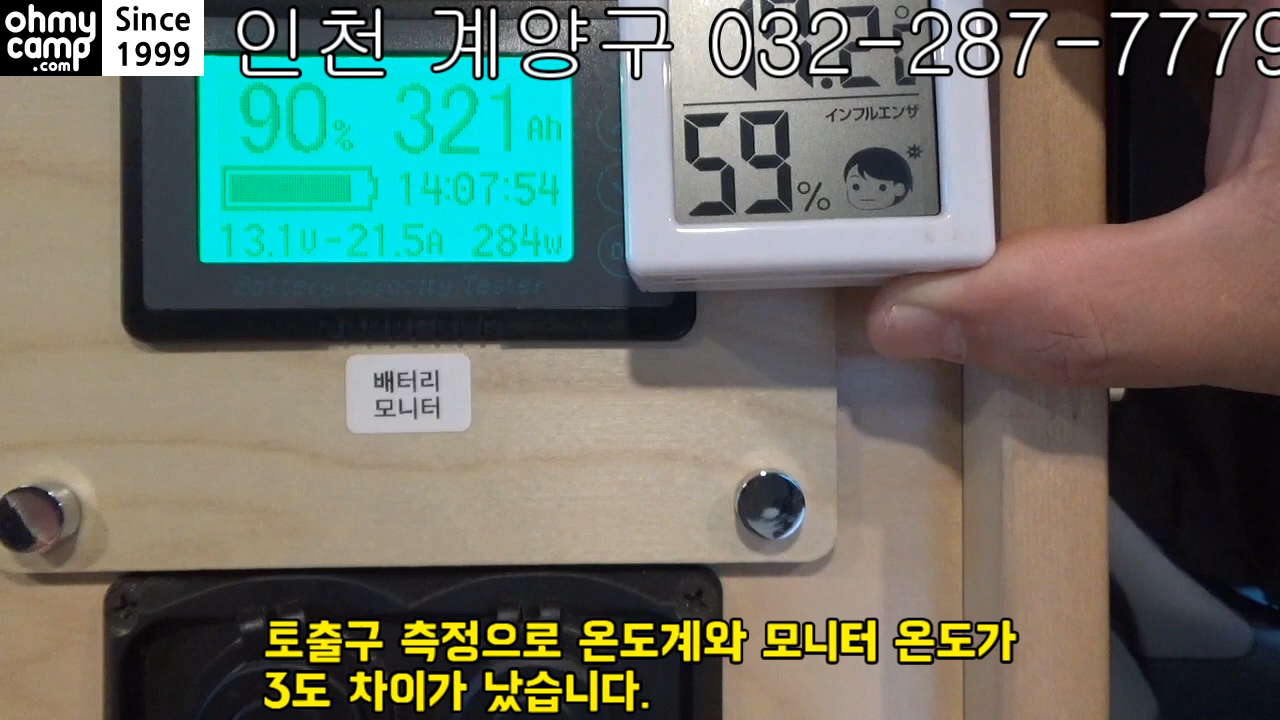 ohmy
camp
.com
Since
1999
인천 계양구 032-287-7779
90% 321Ah
14:07:54
13.1V-21.5A 284w
Battery Capacity Tester
インフルエンザ
59%
배터리
모니터
토출구 측정으로 온도계와 모니터 온도가
3도 차이가 났습니다.